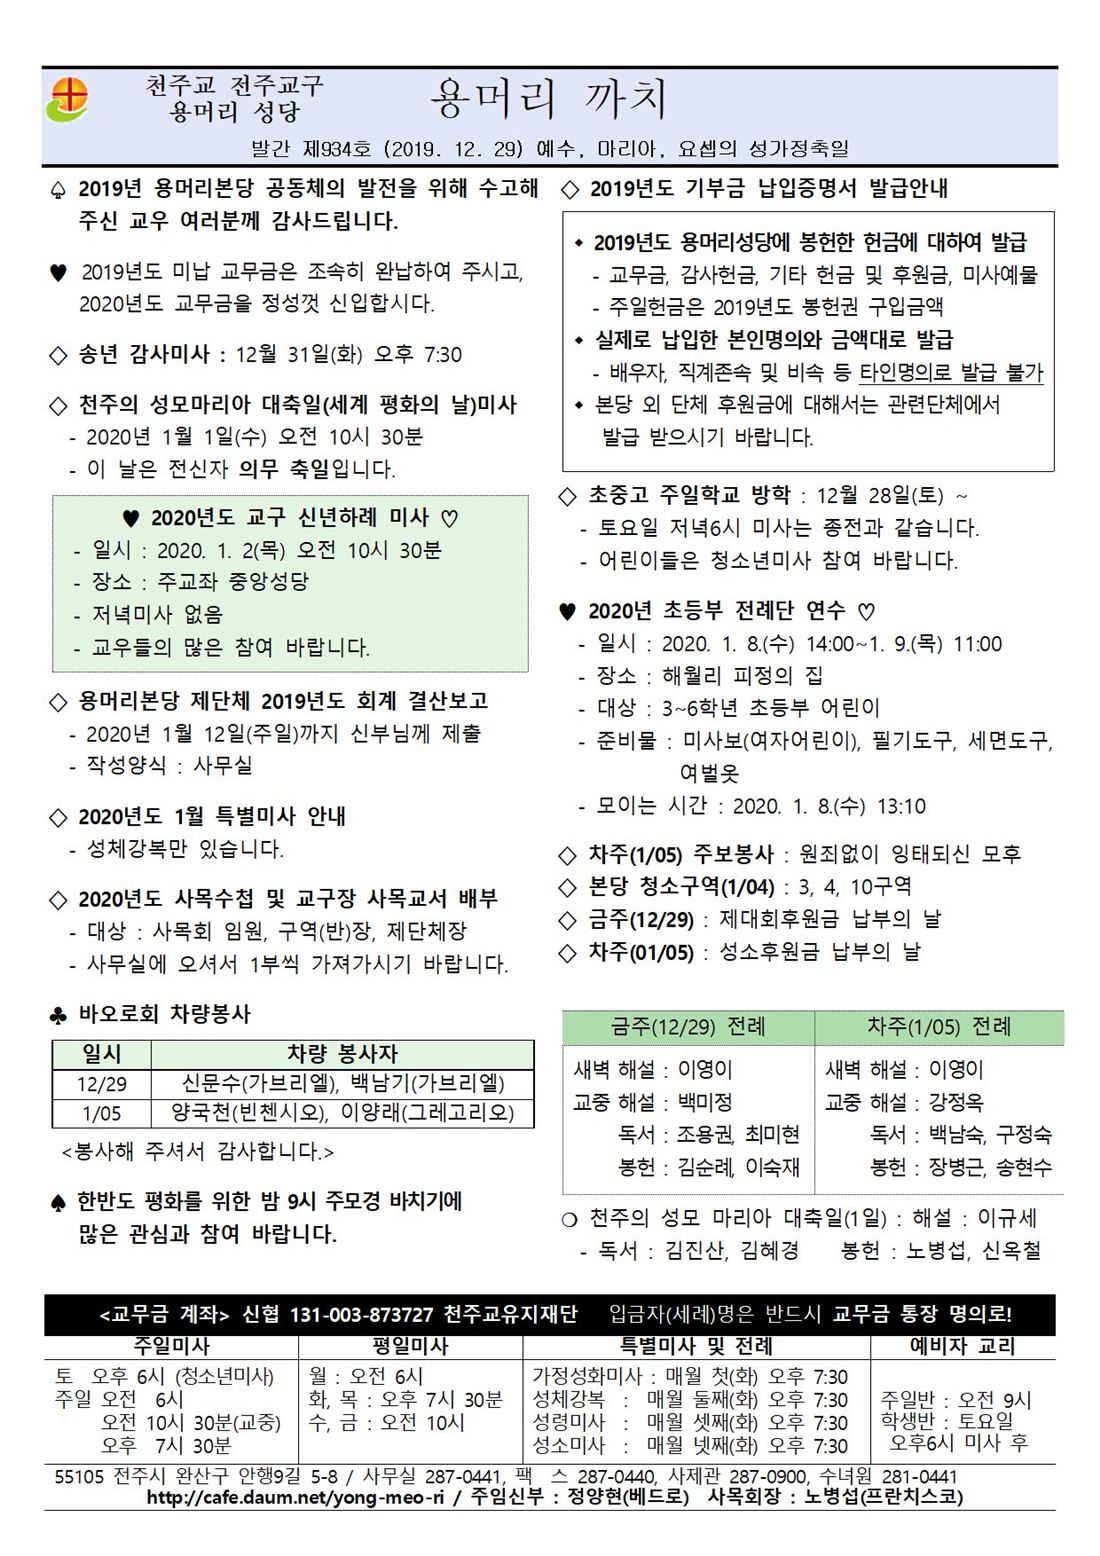 천주교 전주교구
용머리 성당
용머리 까치
발간 제934호 (2019. 12. 29) 예수, 마리아, 요셉의 성가정축일
♤ 2019년 용머리본당 공동체의 발전을 위해 수고해
주신 교우 여러분께 감사드립니다.
♥ 2019년도 미납 교무금은 조속히 완납하여 주시고,
2020년도 교무금을 정성껏 신입합시다.
◇ 송년 감사미사 : 12월 31일(화) 오후 7:30
◇ 천주의 성모마리아 대축일(세계 평화의 날)미사
- 2020년 1월 1일(수) 오전 10시 30분
- 이 날은 전신자 의무 축일입니다.
♥ 2020년도 교구 신년하례 미사 ♡
- 일시 : 2020. 1. 2(목) 오전 10시 30분
- 장소 : 주교좌 중앙성당
- 저녁미사 없음
- 교우들의 많은 참여 바랍니다.
◇ 용머리본당 제단체 2019년도 회계 결산보고
- 2020년 1월 12일(주일)까지 신부님께 제출
- 작성양식 : 사무실
◇ 2020년도 1월 특별미사 안내
- 성체강복만 있습니다.
◇ 2020년도 사목수첩 및 교구장 사목교서 배부
- 대상 : 사목회 임원, 구역(반)장, 제단체장
- 사무실에 오셔서 1부씩 가져가시기 바랍니다.
♣ 바오로회 차량봉사
일시 차량 봉사자
12/29 신문수(가브리엘), 백남기(가브리엘)
1/05 양국천(빈첸시오), 이양래(그레고리오)
<봉사해 주셔서 감사합니다.>
♠ 한반도 평화를 위한 밤 9시 주모경 바치기에
많은 관심과 참여 바랍니다.
◇ 2019년도 기부금 납입증명서 발급안내
◆ 2019년도 용머리성당에 봉헌한 헌금에 대하여 발급
- 교무금, 감사헌금, 기타 헌금 및 후원금, 미사예물
- 주일헌금은 2019년도 봉헌권 구입금액
◆ 실제로 납입한 본인명의와 금액대로 발급
- 배우자, 직계존속 및 비속 등 타인명의로 발급 불가
◆ 본당 외 단체 후원금에 대해서는 관련단체에서
발급 받으시기 바랍니다.
◇ 초중고 주일학교 방학 : 12월 28일(토) ~
- 토요일 저녁6시 미사는 종전과 같습니다.
- 어린이들은 청소년미사 참여 바랍니다.
♥ 2020년 초등부 전례단 연수 ♡
- 일시 : 2020. 1. 8.(수) 14:00~1. 9.(목) 11:00
- 장소 : 해월리 피정의 집
- 대상 : 3~6학년 초등부 어린이
- 준비물 : 미사보(여자어린이), 필기도구, 세면도구,
여벌옷
- 모이는 시간 : 2020. 1. 8.(수) 13:10
◇ 차주(1/05) 주보봉사 : 원죄없이 잉태되신 모후
◇ 본당 청소구역(1/04) : 3, 4, 10구역
◇ 금주(12/29) : 제대회후원금 납부의 날
◇ 차주(01/05) : 성소후원금 납부의 날
금주(12/29) 전례 차주(1/05) 전례
새벽 해설 : 이영이 새벽 해설 : 이영이
교중 해설 : 백미정 교중 해설 : 강정옥
독서 : 조용권, 최미현 독서 : 백남숙, 구정숙
봉헌 : 김순례, 이숙재 봉헌 : 장병근, 송현수
❍ 천주의 성모 마리아 대축일(1일) : 해설 : 이규세
- 독서 : 김진산, 김혜경 봉헌 : 노병섭, 신옥철
<교무금 계좌> 신협 131-003-873727 천주교유지재단 입금자(세례)명은 반드시 교무금 통장 명의로!
주일미사 평일미사 특별미사 및 전례 예비자 교리
토 오후 6시 (청소년미사) 월 : 오전 6시 가정성화미사 : 매월 첫(화) 오후 7:30
주일 오전 6시 화, 목 : 오후 7시 30분 성체강복 : 매월 둘째(화) 오후 7:30 주일반 : 오전 9시
오전 10시 30분(교중) 수, 금 : 오전 10시 성령미사 : 매월 셋째(화) 오후 7:30 학생반 : 토요일
오후 7시 30분 성소미사 : 매월 넷째(화) 오후 7:30 오후6시 미사 후
55105 전주시 완산구 안행9길 5-8 / 사무실 287-0441, 팩 스 287-0440, 사제관 287-0900, 수녀원 281-0441
http://cafe.daum.net/yong-meo-ri / 주임신부 : 정양현(베드로) 사목회장 : 노병섭(프란치스코)